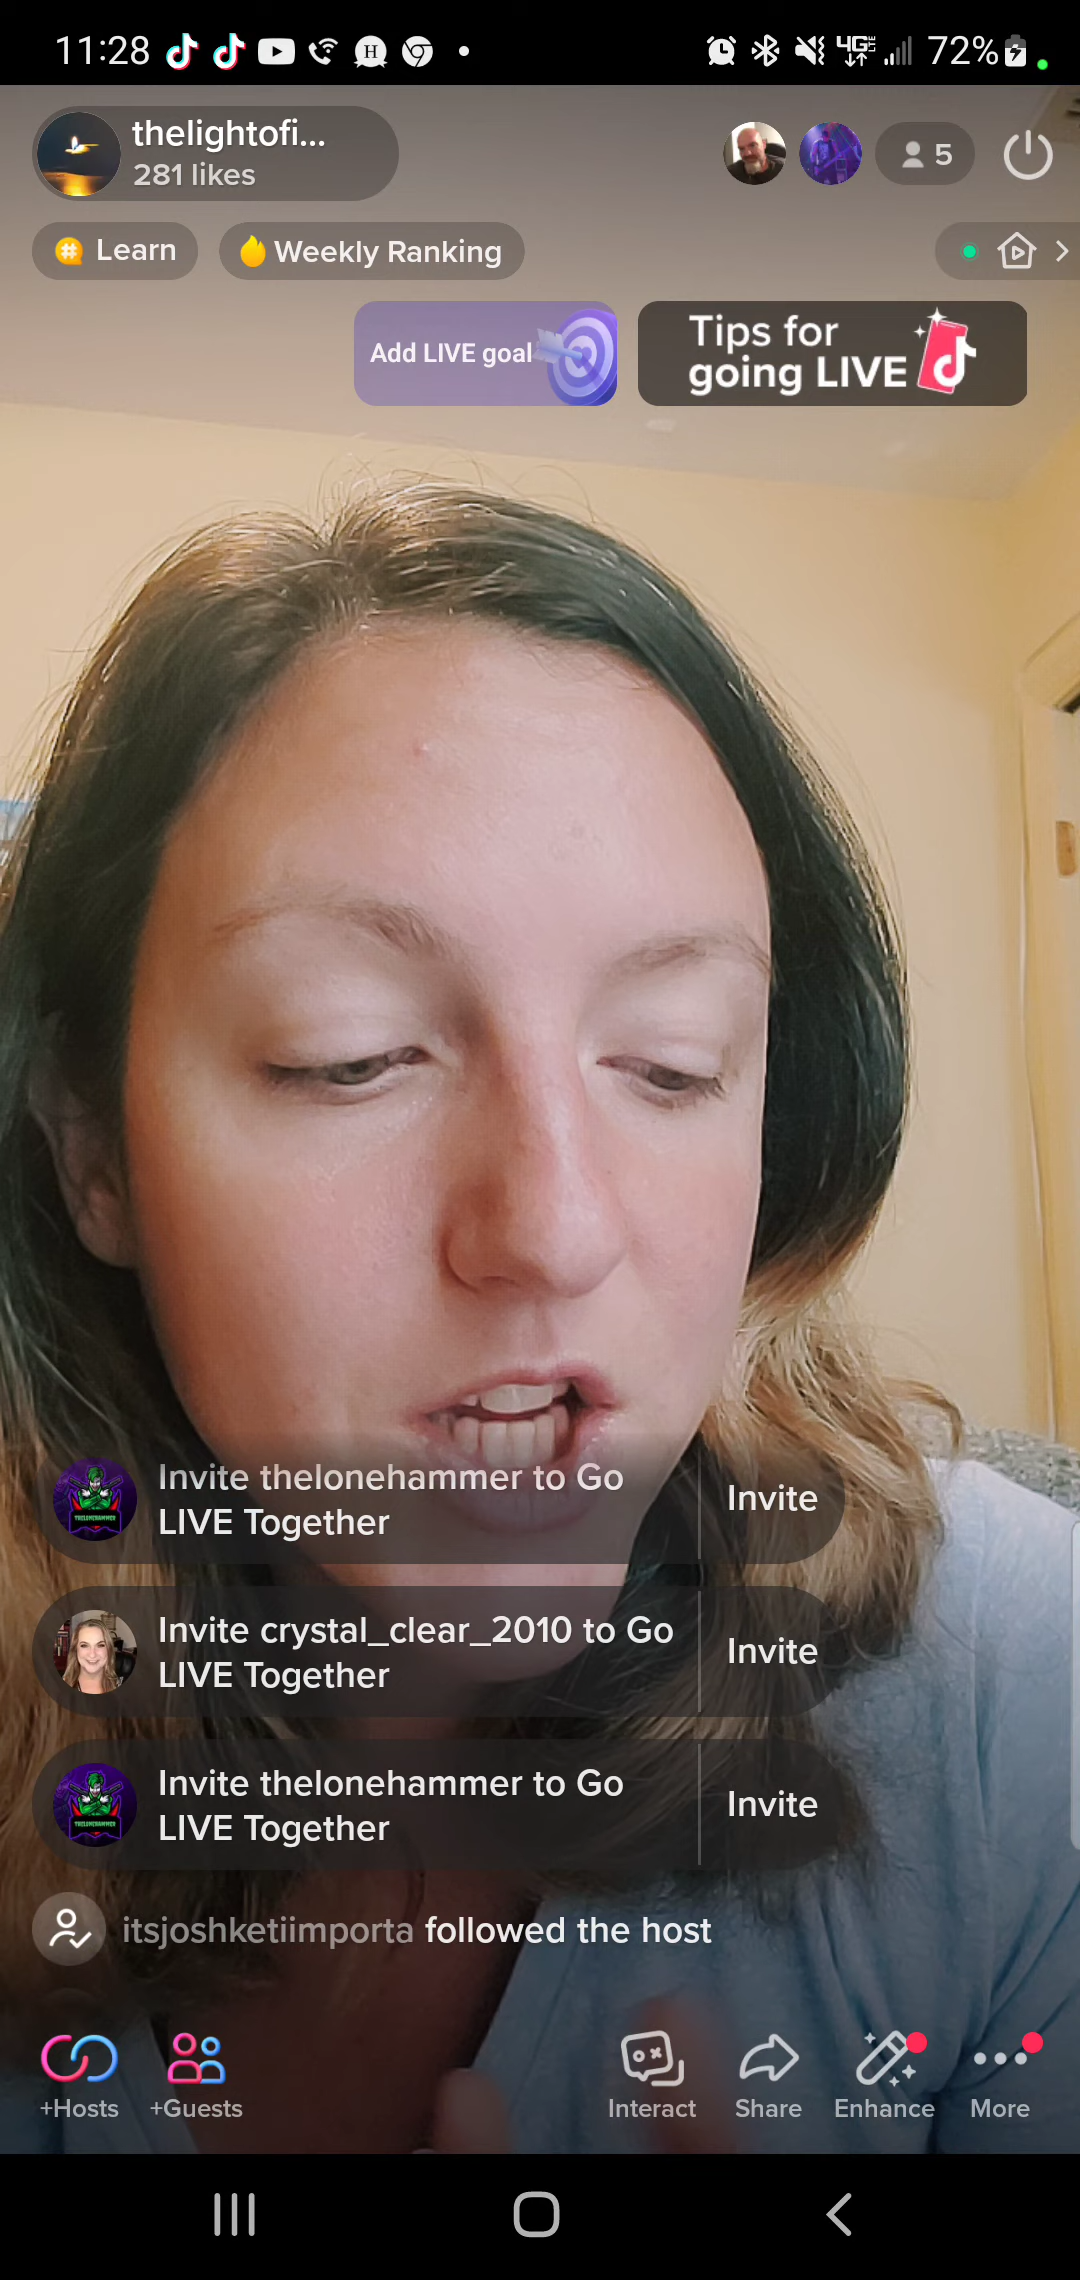 11:28
H
4G LTE
72%
thelightofi...
281 likes
5
Learn
Weekly Ranking
Add LIVE goal
Tips for
going LIVE
Invite thelonehammer to Go
LIVE Together
Invite
Invite crystal_clear_2010 to Go
LIVE Together
Invite
Invite thelonehammer to Go
LIVE Together
Invite
itsjoshketiimporta followed the host
+Hosts
+Guests
Interact
Share
Enhance
More